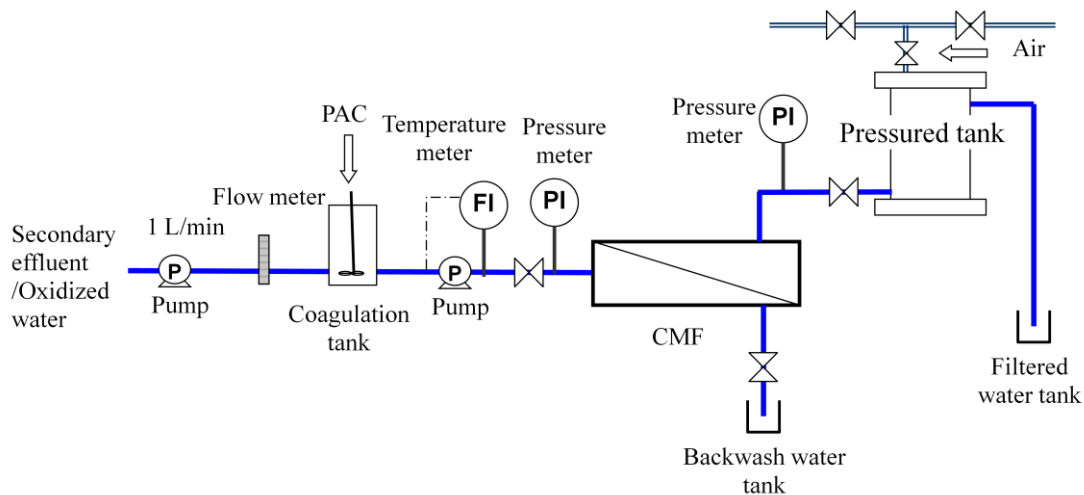 Air
Pressured tank
Pressure
meter
PI
PAC
Temperature
meter
Pressure
meter
Flow meter
FI
PI
1 L/min
Secondary
effluent
/Oxidized
water
P
Pump
Coagulation
tank
P
Pump
CMF
Filtered
water tank
Backwash water
tank